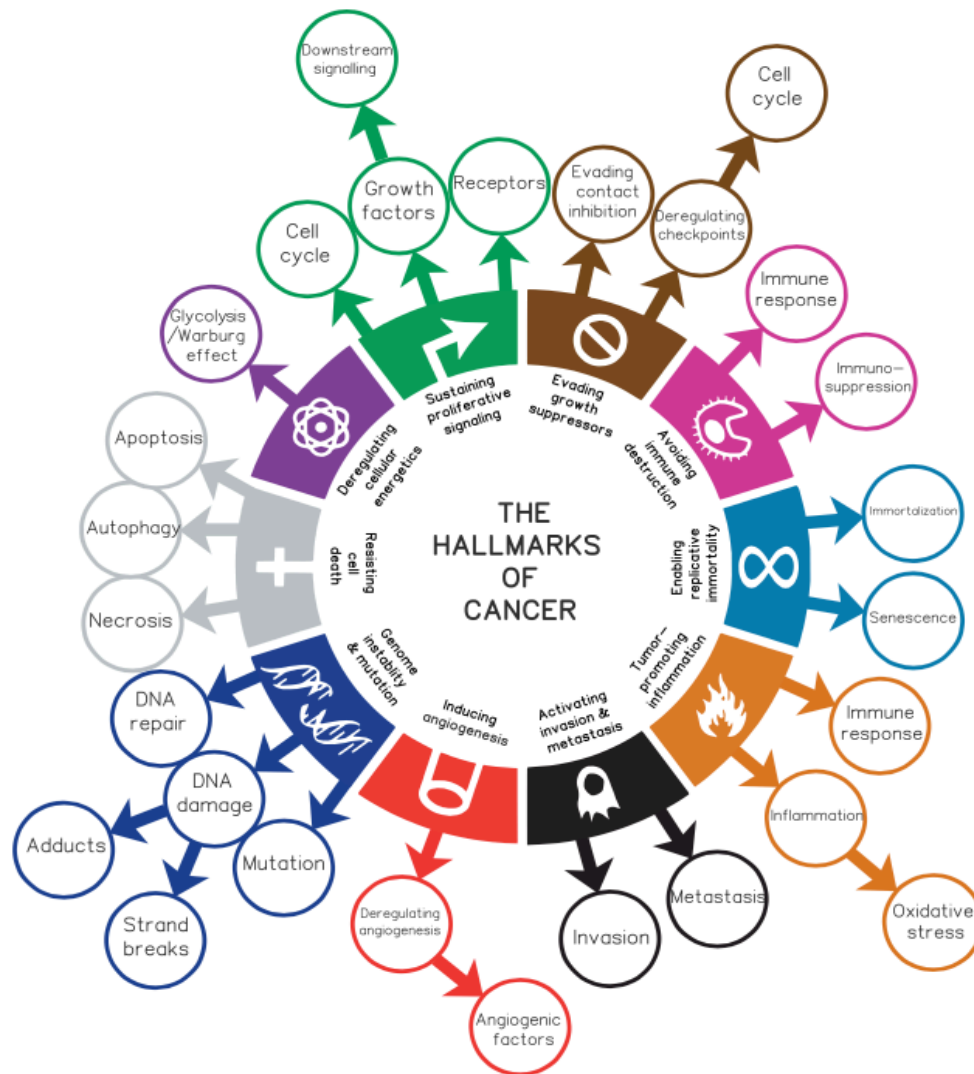 Downstream
signalling
Cell
cycle
Growth
factors
Receptors
Evading
contact
inhibition
Deregulating
checkpoints
Cell
cycle
Immune
response
Immuno-
suppression
Glycolysis
/Warburg
effect
Sustaining
proliferative
signaling
Evading
growth
suppressors
Avoiding
immune
destruction
Deregulating
cellular
energetics
Apoptosis
Autophagy
Necrosis
Resisting
cell
death
THE
HALLMARKS
OF
CANCER
Enabling
replicative
immortality
Immortalization
Senescence
Genome
instablity
& mutation
Inducing
angiogenesis
Activating
invasion &
metastasis
Tumor-
promoting
inflammation
DNA
repair
DNA
damage
Adducts
Strand
breaks
Mutation
Deregulating
angiogenesis
Angiogenic
factors
Invasion
Metastasis
Immune
response
Inflammation
Oxidative
stress